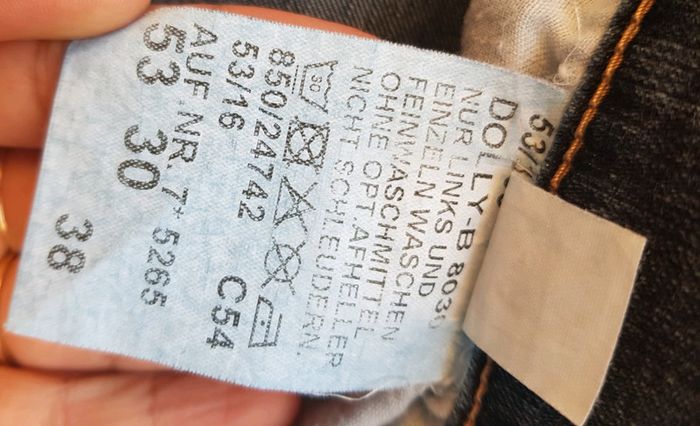 DOLLY-B
NUR LINKS UND
EINZELN WASCHEN
FEINWASCHMITTEL
OHNE OPT.AFHELLER
NICHT SCHLEUDERN.
30
850/24742
53/16- C54
AUF.NR. 7+5265
53 30
38